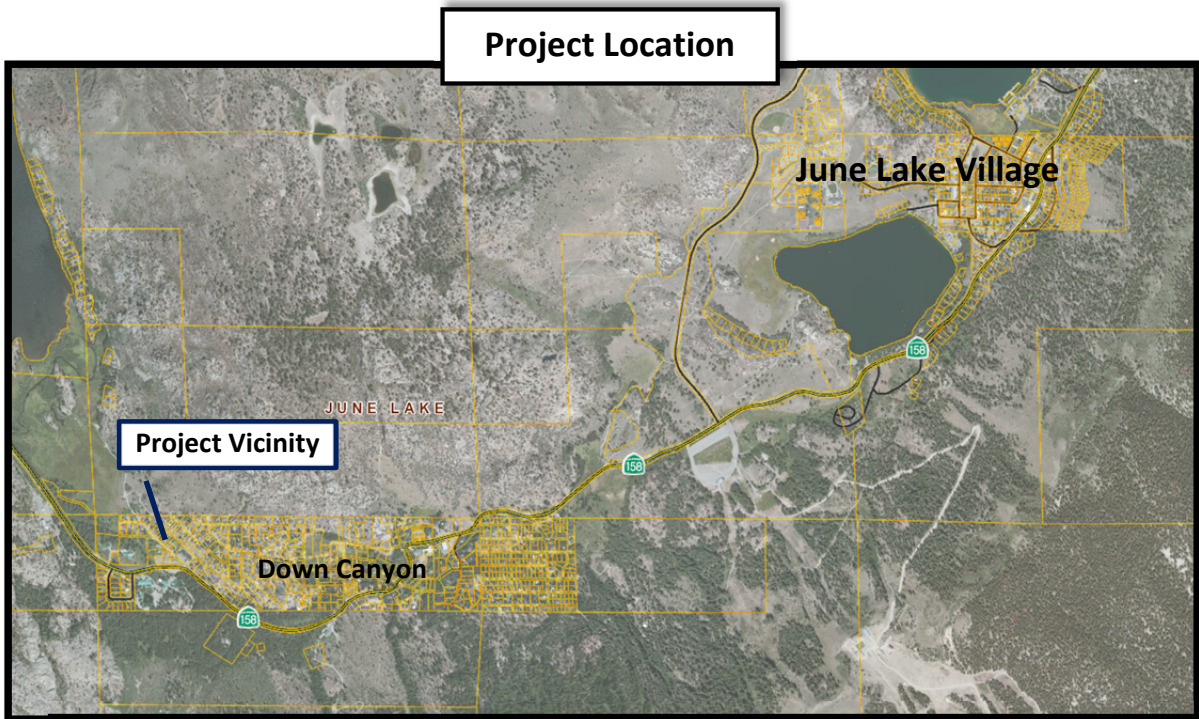 Project Location
June Lake Village
158
JUNE LAKE
Project Vicinity
158
Down Canyon
158